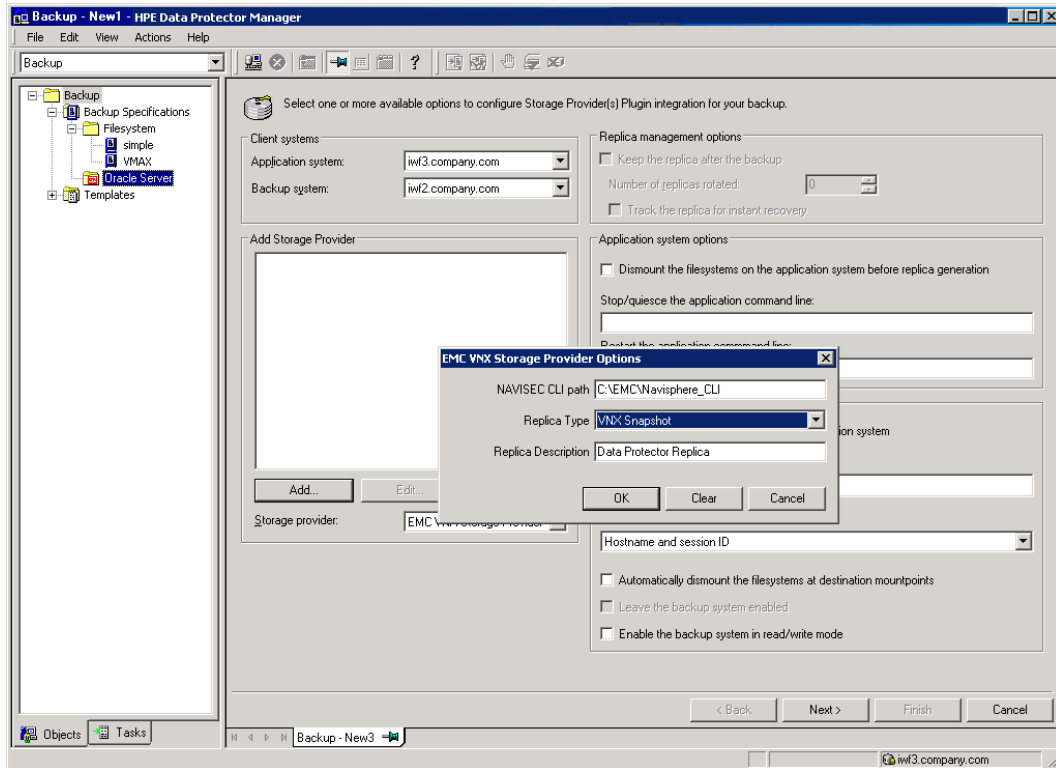 Backup - New1 - HPE Data Protector Manager
File Edit View Actions Help
Backup
Backup
Backup Specifications
Filesystem
simple
VMAX
Oracle Server
Templates
Select one or more available options to configure Storage Provider(s) Plugin integration for your backup.
Client systems
Application system: iwf3.company.com
Backup system: iwf2.company.com
Replica management options
Keep the replica after the backup
Number of replicas rotated: 0
Track the replica for instant recovery
Add Storage Provider
Add... Edit...
Storage provider: EMC
Application system options
Dismount the filesystems on the application system before replica generation
Stop/quiesce the application command line:
EMC VNX Storage Provider Options
NAVISEC CLI path C:\EMC\Navisphere_CLI
Replica Type VNX Snapshot
Replica Description Data Protector Replica
OK Clear Cancel
ion system
Hostname and session ID
Automatically dismount the filesystems at destination mountpoints
Leave the backup system enabled
Enable the backup system in read/write mode
< Back Next > Finish Cancel
Objects Tasks
Backup - New3
iwf3.company.com